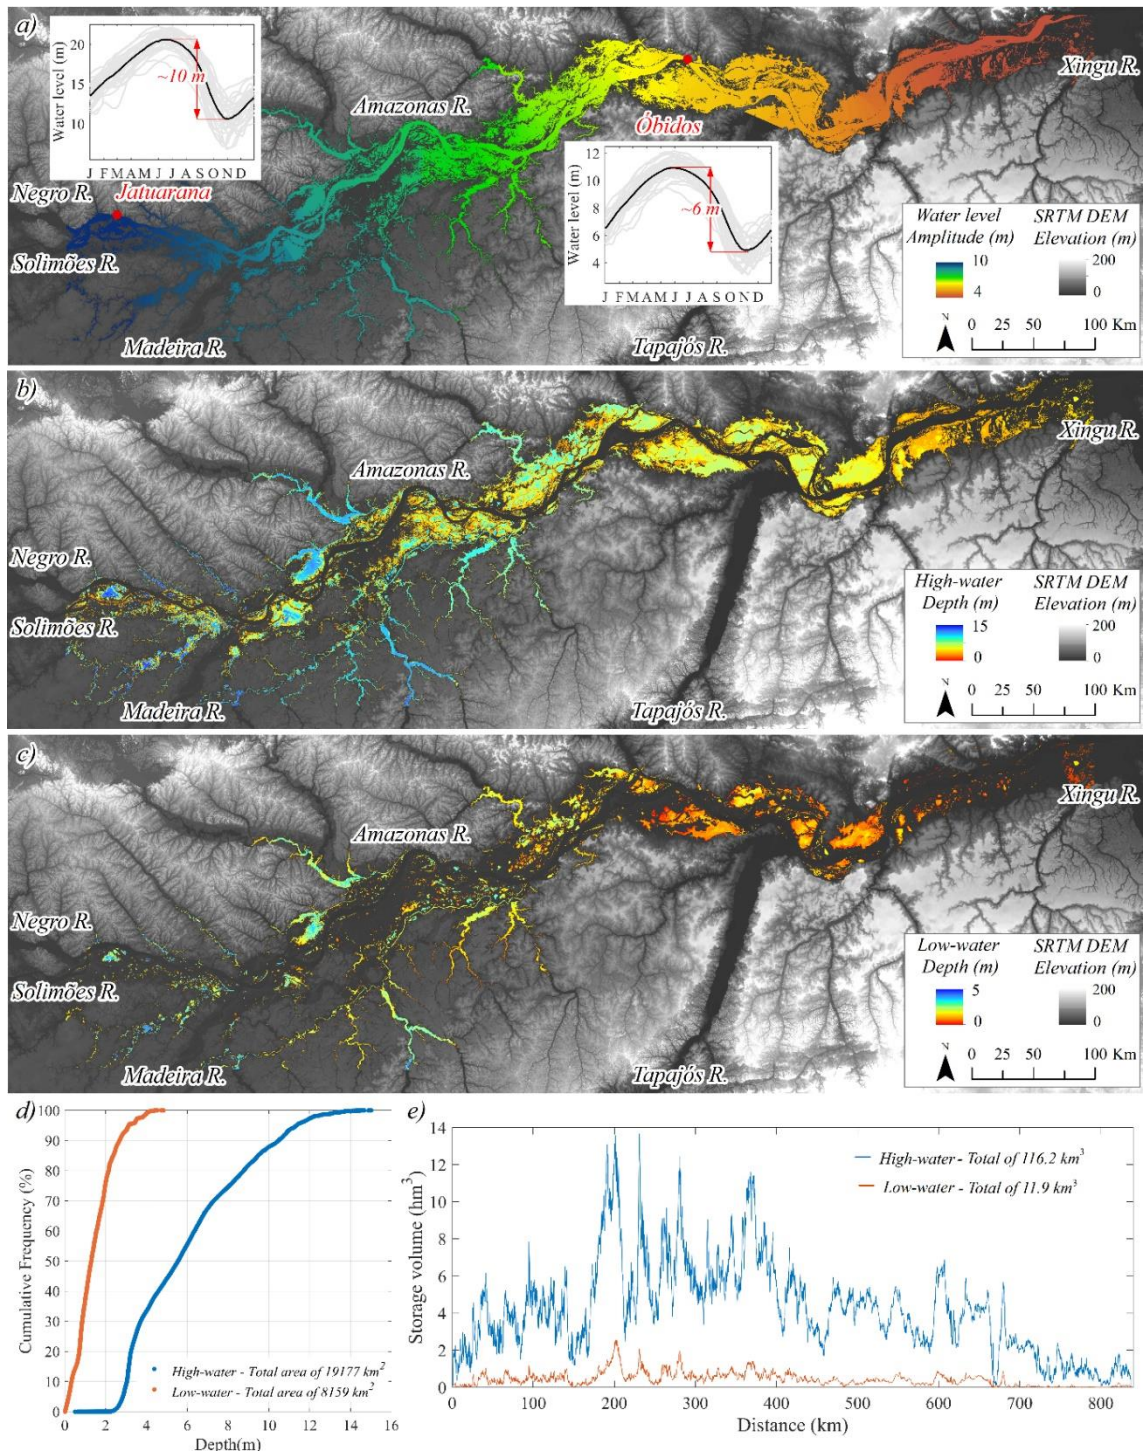 a)
Water level (m)
20
15
10
~10 m
J F M A M J J A S O N D
Amazonas R.
Óbidos
Xingu R.
Negro R.
Jatuarana
Solimões R.
Madeira R.
Tapajós R.
Water level (m)
12
10
8
6
4
~6 m
J F M A M J J A S O N D
Water level
Amplitude (m)
10
4
SRTM DEM
Elevation (m)
200
0
N
0 25 50 100 Km
b)
Amazonas R.
Xingu R.
Negro R.
Solimões R.
Madeira R.
Tapajós R.
High-water
Depth (m)
15
0
SRTM DEM
Elevation (m)
200
0
N
0 25 50 100 Km
c)
Amazonas R.
Xingu R.
Negro R.
Solimões R.
Madeira R.
Tapajós R.
Low-water
Depth (m)
5
0
SRTM DEM
Elevation (m)
200
0
N
0 25 50 100 Km
d)
Cumulative Frequency (%)
100
90
80
70
60
50
40
30
20
10
0
High-water - Total area of 19177 km²
Low-water - Total area of 8159 km²
0 2 4 6 8 10 12 14 16
Depth(m)
e)
Storage volume (hm³)
14
12
10
8
6
4
2
0
High-water - Total of 116.2 km³
Low-water - Total of 11.9 km³
0 100 200 300 400 500 600 700 800
Distance (km)